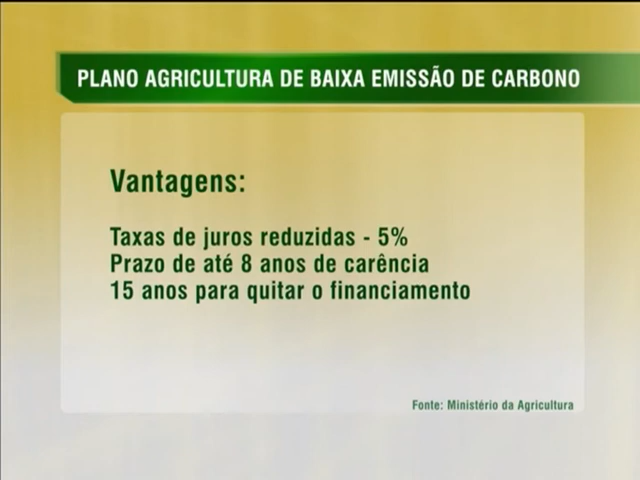 PLANO AGRICULTURA DE BAIXA EMISSÃO DE CARBONO
Vantagens:
Taxas de juros reduzidas - 5%
Prazo de até 8 anos de carência
15 anos para quitar o financiamento
Fonte: Ministério da Agricultura